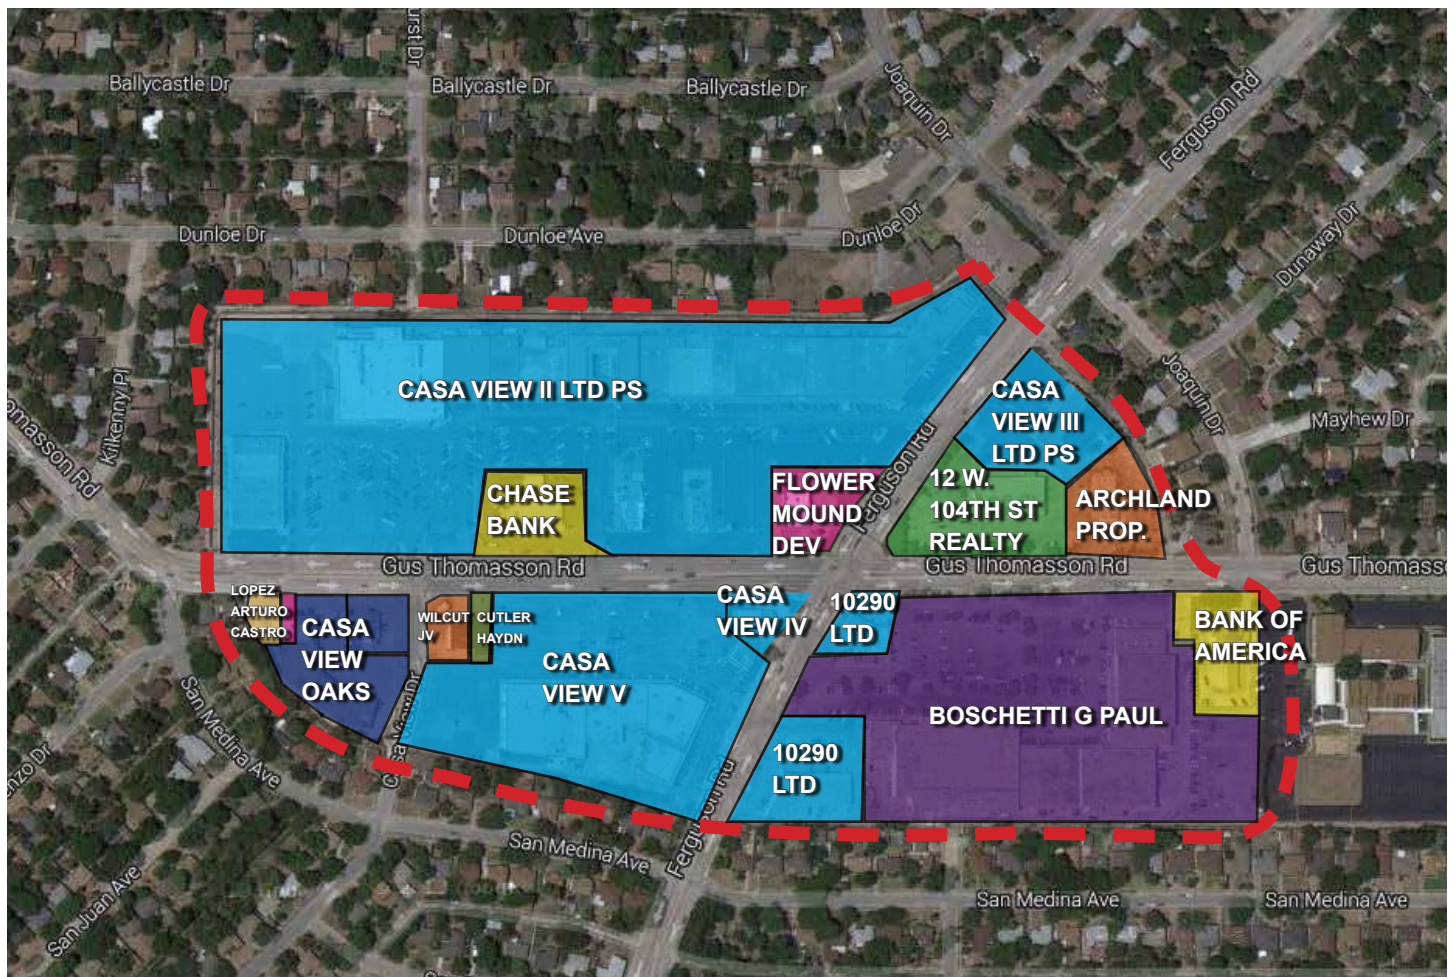 urst Dr
Ballycastle Dr
Ballycastle Dr
Ballycastle Dr
Joaquin Dr
Ferguson Rd
Dunloe Dr
Dunloe Ave
Dunloe Dr
Dunaway Dr
Kilkenny Pl
CASA VIEW II LTD PS
CASA
VIEW III
LTD PS
Joaquin Dr
Mayhew Dr
omasson Rd
CHASE
BANK
FLOWER
MOUND
DEV
Ferguson Rd
12 W.
104TH ST
REALTY
ARCHLAND
PROP.
Gus Thomasson Rd
Gus Thomasson Rd
Gus Thomass
LOPEZ
ARTURO
CASTRO
CASA
VIEW
OAKS
WILCUT
JV
CUTLER
HAYDN
CASA
VIEW V
CASA
VIEW IV
10290
LTD
BANK OF
AMERICA
BOSCHETTI G PAUL
10290
LTD
Casa View Dr
San Medina Ave
enzo Dr
Ferguson Rd
San Medina Ave
San Juan Ave
San Medina Ave
San Medina Ave